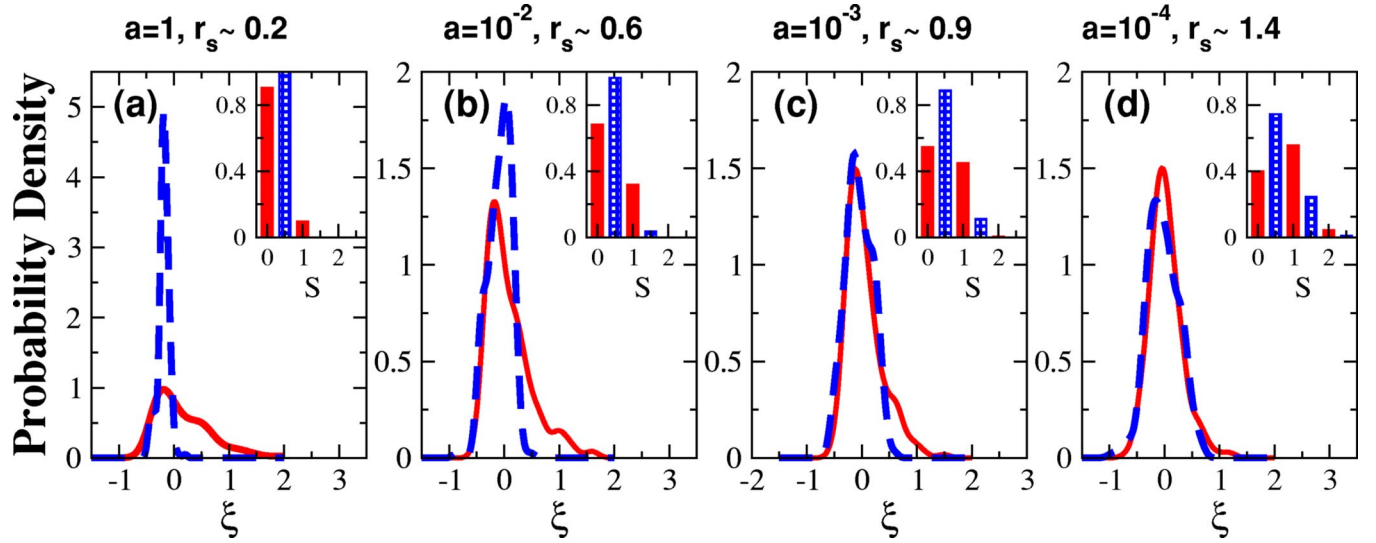 a=1, r_s~ 0.2
a=10^-2, r_s~ 0.6
a=10^-3, r_s~ 0.9
a=10^-4, r_s~ 1.4
Probability Density
(a)
5
4
3
2
1
0
-1 0 1 2 3
ξ
0.8
0.4
0
0 1 2
S
(b)
2
1.5
1
0.5
0
-1 0 1 2 3
ξ
0.8
0.4
0
0 1 2
S
(c)
2
1.5
1
0.5
0
-2 -1 0 1 2 3
ξ
0.8
0.4
0
0 1 2
S
(d)
2
1.5
1
0.5
0
-1 0 1 2 3
ξ
0.8
0.4
0
0 1 2
S